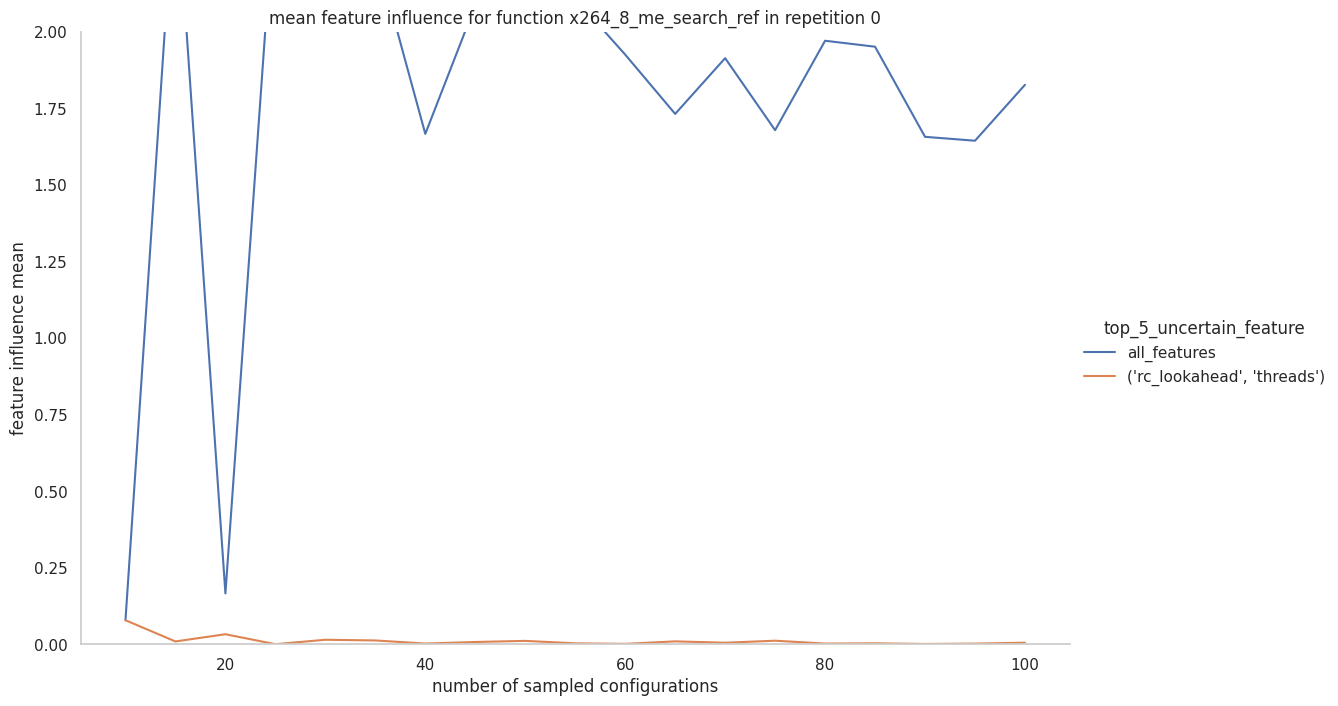 mean feature influence for function x264_8_me_search_ref in repetition 0
2.00
1.75
1.50
1.25
1.00
0.75
0.50
0.25
0.00
feature influence mean
20
40
60
80
100
number of sampled configurations
top_5_uncertain_feature
all_features
('rc_lookahead', 'threads')